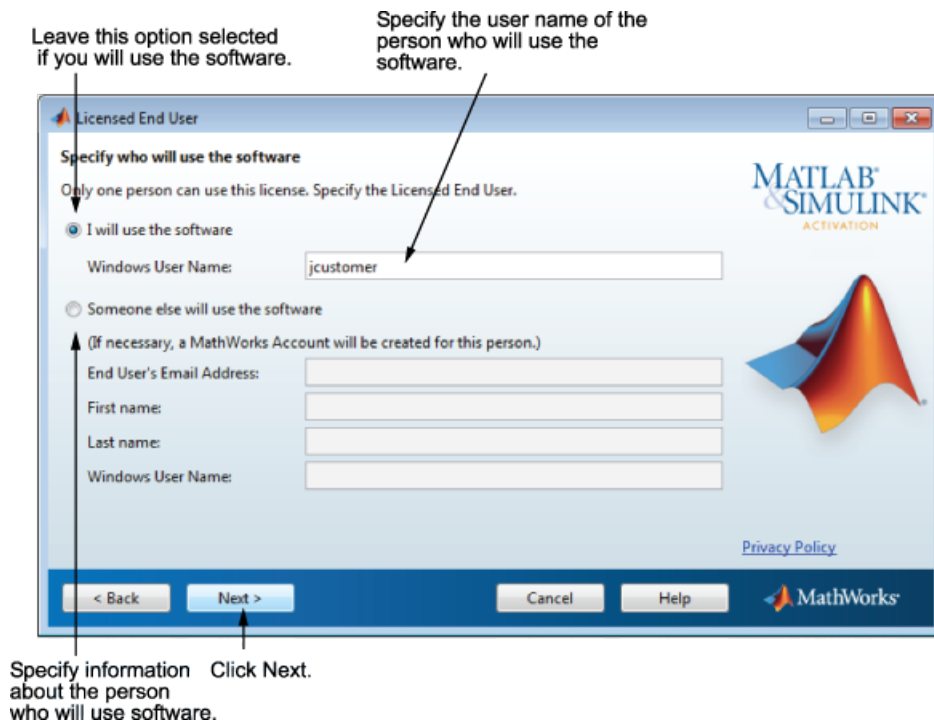 Leave this option selected
if you will use the software.
Specify the user name of the
person who will use the
software.
Licensed End User
Specify who will use the software
Only one person can use this license. Specify the Licensed End User.
MATLAB®
&SIMULINK®
ACTIVATION
I will use the software
Windows User Name:
jcustomer
Someone else will use the software
(If necessary, a MathWorks Account will be created for this person.)
End User's Email Address:
First name:
Last name:
Windows User Name:
Privacy Policy
< Back
Next >
Cancel
Help
MathWorks®
Specify information
about the person
who will use software.
Click Next.